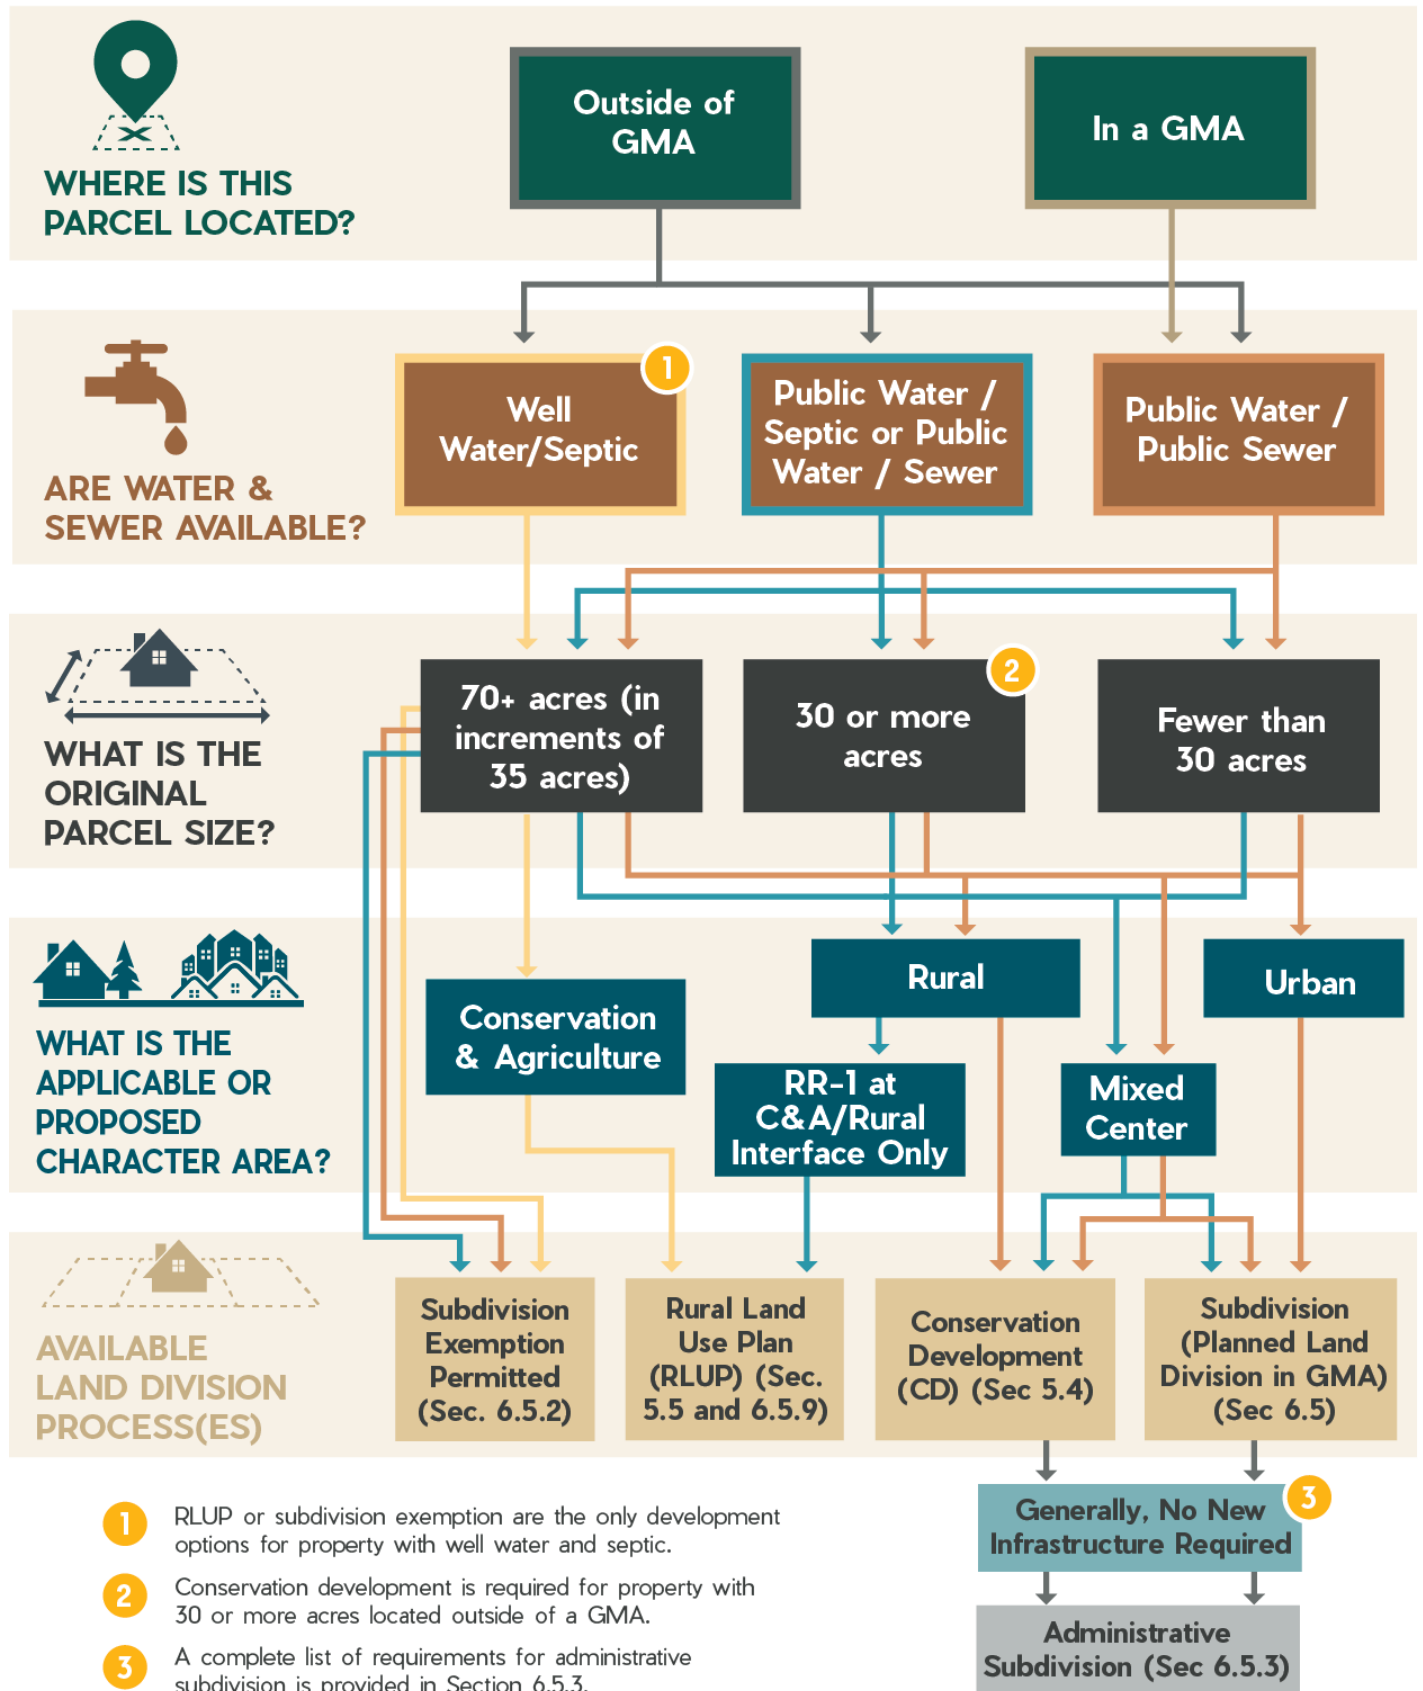 WHERE IS THIS
PARCEL LOCATED?
Outside of
GMA
In a GMA
ARE WATER &
SEWER AVAILABLE?
Well
Water/Septic
1
Public Water /
Septic or Public
Water / Sewer
Public Water /
Public Sewer
WHAT IS THE
ORIGINAL
PARCEL SIZE?
70+ acres (in
increments of
35 acres)
30 or more
acres
2
Fewer than
30 acres
WHAT IS THE
APPLICABLE OR
PROPOSED
CHARACTER AREA?
Conservation
& Agriculture
Rural
Urban
RR-1 at
C&A/Rural
Interface Only
Mixed
Center
AVAILABLE
LAND DIVISION
PROCESS(ES)
Subdivision
Exemption
Permitted
(Sec. 6.5.2)
Rural Land
Use Plan
(RLUP) (Sec.
5.5 and 6.5.9)
Conservation
Development
(CD) (Sec 5.4)
Subdivision
(Planned Land
Division in GMA)
(Sec 6.5)
Generally, No New
Infrastructure Required
3
Administrative
Subdivision (Sec 6.5.3)
1 RLUP or subdivision exemption are the only development
options for property with well water and septic.
2 Conservation development is required for property with
30 or more acres located outside of a GMA.
3 A complete list of requirements for administrative
subdivision is provided in Section 6.5.3.